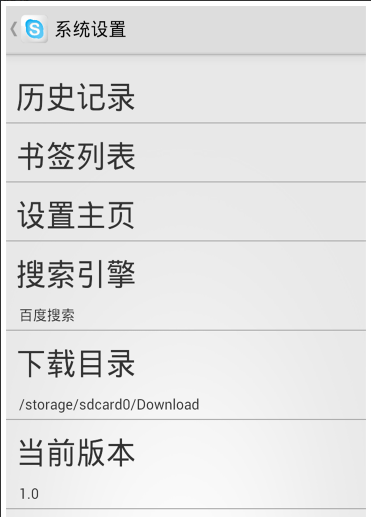 系统设置
历史记录
书签列表
设置主页
搜索引擎
百度搜索
下载目录
/storage/sdcard0/Download
当前版本
1.0